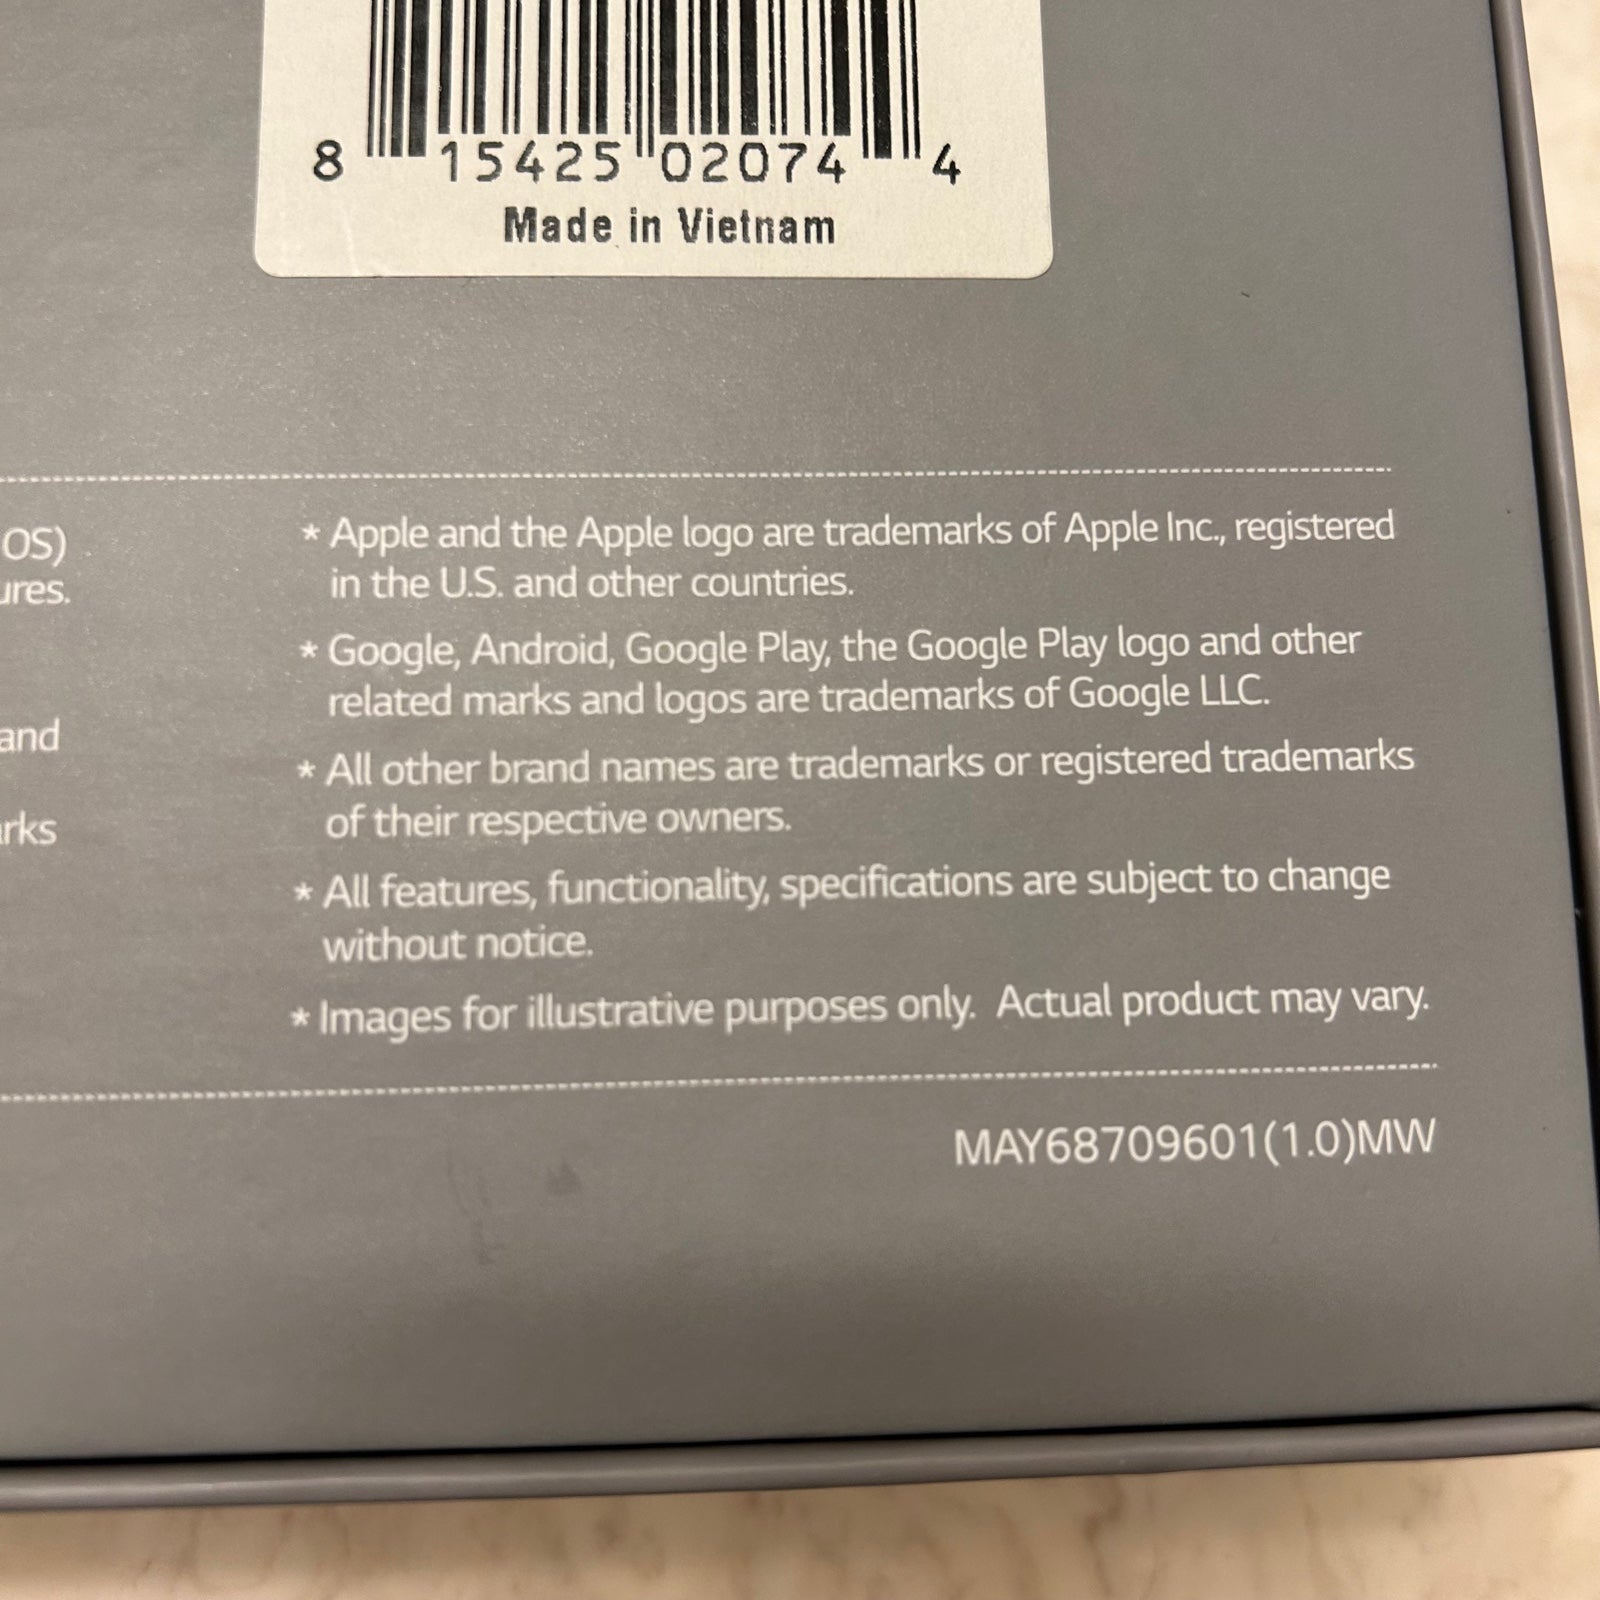 8 15425 02074 4
Made in Vietnam
OS)
* Apple and the Apple logo are trademarks of Apple Inc., registered
in the U.S. and other countries.
* Google, Android, Google Play, the Google Play logo and other
related marks and logos are trademarks of Google LLC.
and
* All other brand names are trademarks or registered trademarks
of their respective owners.
* All features, functionality, specifications are subject to change
without notice.
* Images for illustrative purposes only. Actual product may vary.
MAY68709601(1.0)MW